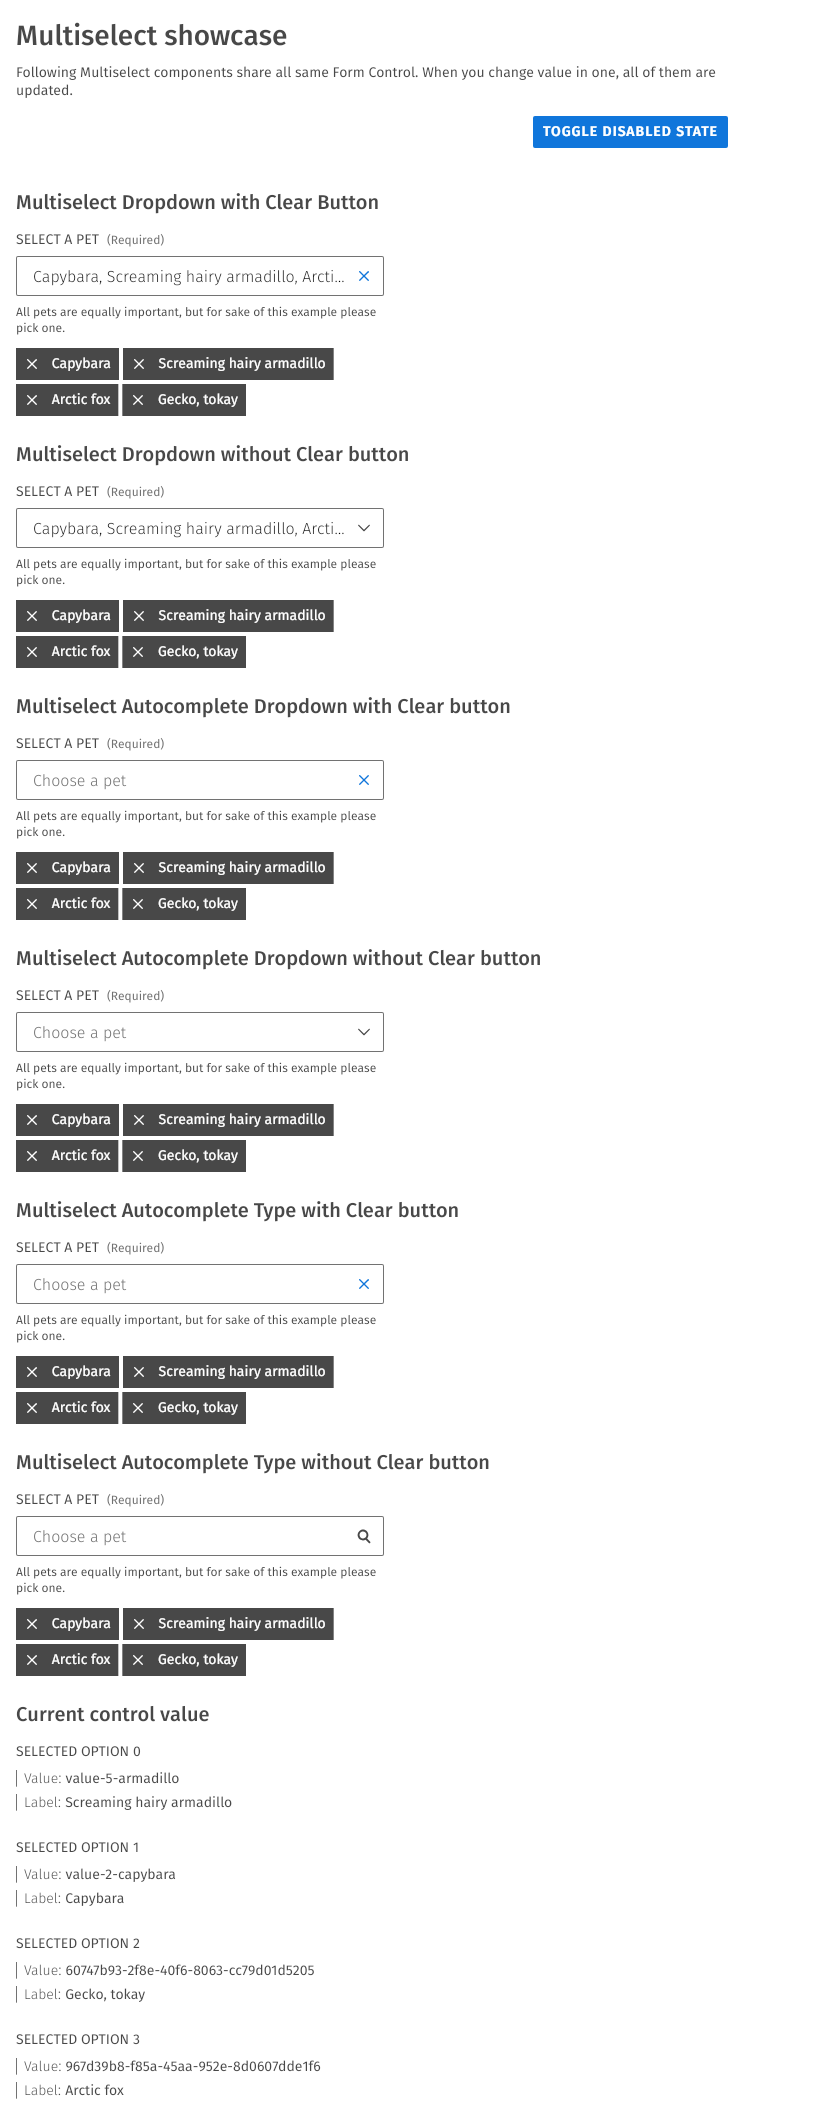 Multiselect showcase
Following Multiselect components share all same Form Control. When you change value in one, all of them are
updated.
TOGGLE DISABLED STATE
Multiselect Dropdown with Clear Button
SELECT A PET (Required)
Capybara, Screaming hairy armadillo, Arcti...
All pets are equally important, but for sake of this example please
pick one.
Capybara Screaming hairy armadillo
Arctic fox Gecko, tokay
Multiselect Dropdown without Clear button
SELECT A PET (Required)
Capybara, Screaming hairy armadillo, Arcti...
All pets are equally important, but for sake of this example please
pick one.
Capybara Screaming hairy armadillo
Arctic fox Gecko, tokay
Multiselect Autocomplete Dropdown with Clear button
SELECT A PET (Required)
Choose a pet
All pets are equally important, but for sake of this example please
pick one.
Capybara Screaming hairy armadillo
Arctic fox Gecko, tokay
Multiselect Autocomplete Dropdown without Clear button
SELECT A PET (Required)
Choose a pet
All pets are equally important, but for sake of this example please
pick one.
Capybara Screaming hairy armadillo
Arctic fox Gecko, tokay
Multiselect Autocomplete Type with Clear button
SELECT A PET (Required)
Choose a pet
All pets are equally important, but for sake of this example please
pick one.
Capybara Screaming hairy armadillo
Arctic fox Gecko, tokay
Multiselect Autocomplete Type without Clear button
SELECT A PET (Required)
Choose a pet
All pets are equally important, but for sake of this example please
pick one.
Capybara Screaming hairy armadillo
Arctic fox Gecko, tokay
Current control value
SELECTED OPTION 0
Value: value-5-armadillo
Label: Screaming hairy armadillo
SELECTED OPTION 1
Value: value-2-capybara
Label: Capybara
SELECTED OPTION 2
Value: 60747b93-2f8e-40f6-8063-cc79d01d5205
Label: Gecko, tokay
SELECTED OPTION 3
Value: 967d39b8-f85a-45aa-952e-8d0607dde1f6
Label: Arctic fox